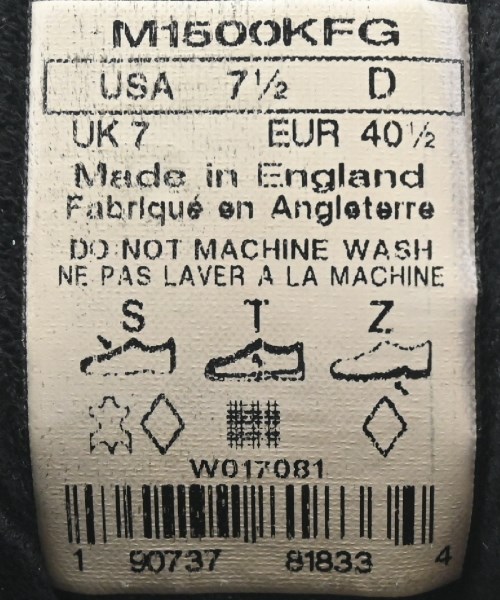 M1500KFG
USA 7½ D
UK 7 EUR 40½
Made in England
Fabriqué en Angleterre
DO NOT MACHINE WASH
NE PAS LAVER A LA MACHINE
S T Z
W017081
1 90737 81833 4